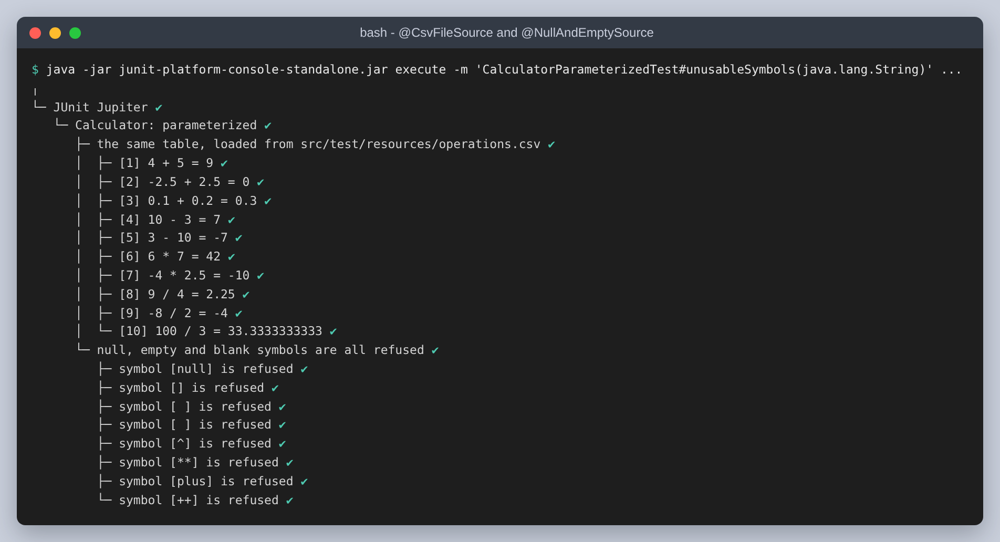 bash - @CsvFileSource and @NullAndEmptySource
$ java -jar junit-platform-console-standalone.jar execute -m 'CalculatorParameterizedTest#unusableSymbols(java.lang.String)' ...
╷
└─ JUnit Jupiter ✔
   └─ Calculator: parameterized ✔
      ├─ the same table, loaded from src/test/resources/operations.csv ✔
      │  ├─ [1] 4 + 5 = 9 ✔
      │  ├─ [2] -2.5 + 2.5 = 0 ✔
      │  ├─ [3] 0.1 + 0.2 = 0.3 ✔
      │  ├─ [4] 10 - 3 = 7 ✔
      │  ├─ [5] 3 - 10 = -7 ✔
      │  ├─ [6] 6 * 7 = 42 ✔
      │  ├─ [7] -4 * 2.5 = -10 ✔
      │  ├─ [8] 9 / 4 = 2.25 ✔
      │  ├─ [9] -8 / 2 = -4 ✔
      │  └─ [10] 100 / 3 = 33.3333333333 ✔
      └─ null, empty and blank symbols are all refused ✔
         ├─ symbol [null] is refused ✔
         ├─ symbol [] is refused ✔
         ├─ symbol [ ] is refused ✔
         ├─ symbol [ ] is refused ✔
         ├─ symbol [^] is refused ✔
         ├─ symbol [**] is refused ✔
         ├─ symbol [plus] is refused ✔
         └─ symbol [++] is refused ✔